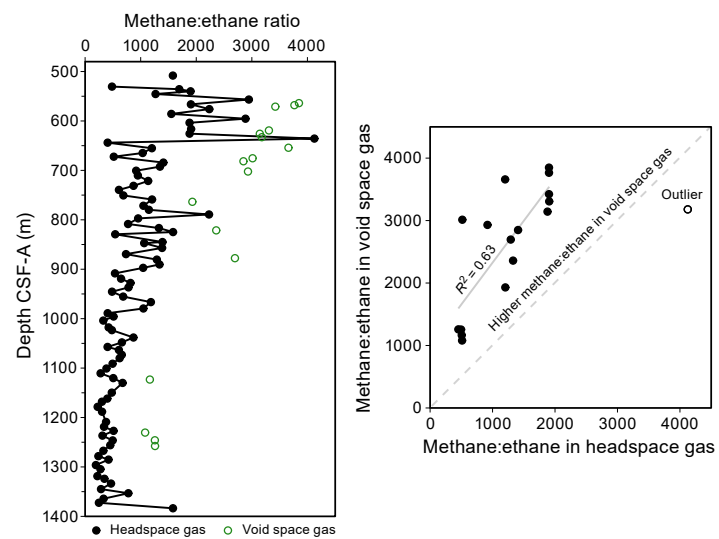 Methane:ethane ratio
0 1000 2000 3000 4000
Depth CSF-A (m)
500
600
700
800
900
1000
1100
1200
1300
1400
Headspace gas Void space gas
Methane:ethane in void space gas
4000
3000
2000
1000
0
R² = 0.63
Higher methane:ethane in void space gas
Outlier
0 1000 2000 3000 4000
Methane:ethane in headspace gas